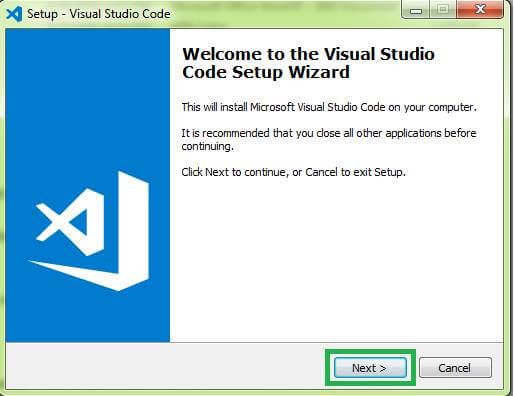 Setup - Visual Studio Code
Welcome to the Visual Studio
Code Setup Wizard
This will install Microsoft Visual Studio Code on your computer.
It is recommended that you close all other applications before
continuing.
Click Next to continue, or Cancel to exit Setup.
Next >
Cancel